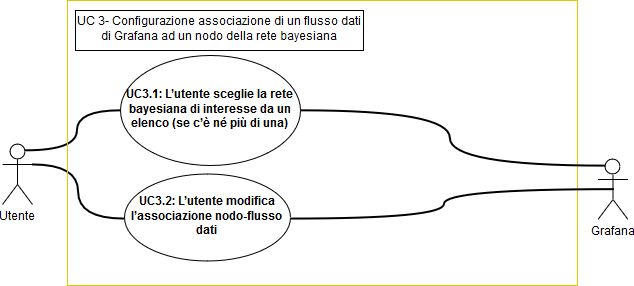 UC 3- Configurazione associazione di un flusso dati
di Grafana ad un nodo della rete bayesiana
UC3.1: L'utente sceglie la rete
bayesiana di interesse da un
elenco (se c'è né più di una)
UC3.2: L'utente modifica
l'associazione nodo-flusso
dati
Utente
Grafana